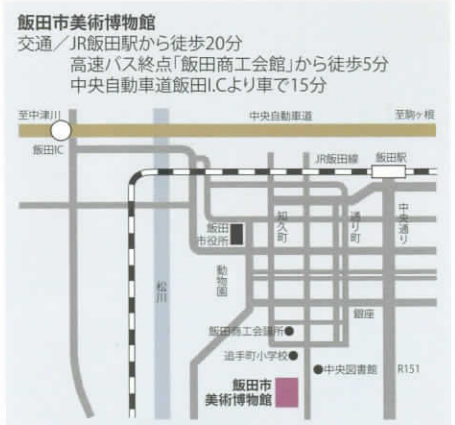 飯田市美術博物館
交通／JR飯田駅から徒歩20分
高速バス終点「飯田商工会館」から徒歩5分
中央自動車道飯田I.Cより車で15分
至中津川
中央自動車道
至駒ヶ根
飯田IC
JR飯田線
飯田駅
知久町
通り町
中央通り
飯田
市役所
動物園
松川
銀座
飯田商工会議所
追手町小学校
中央図書館
R151
飯田市
美術博物館